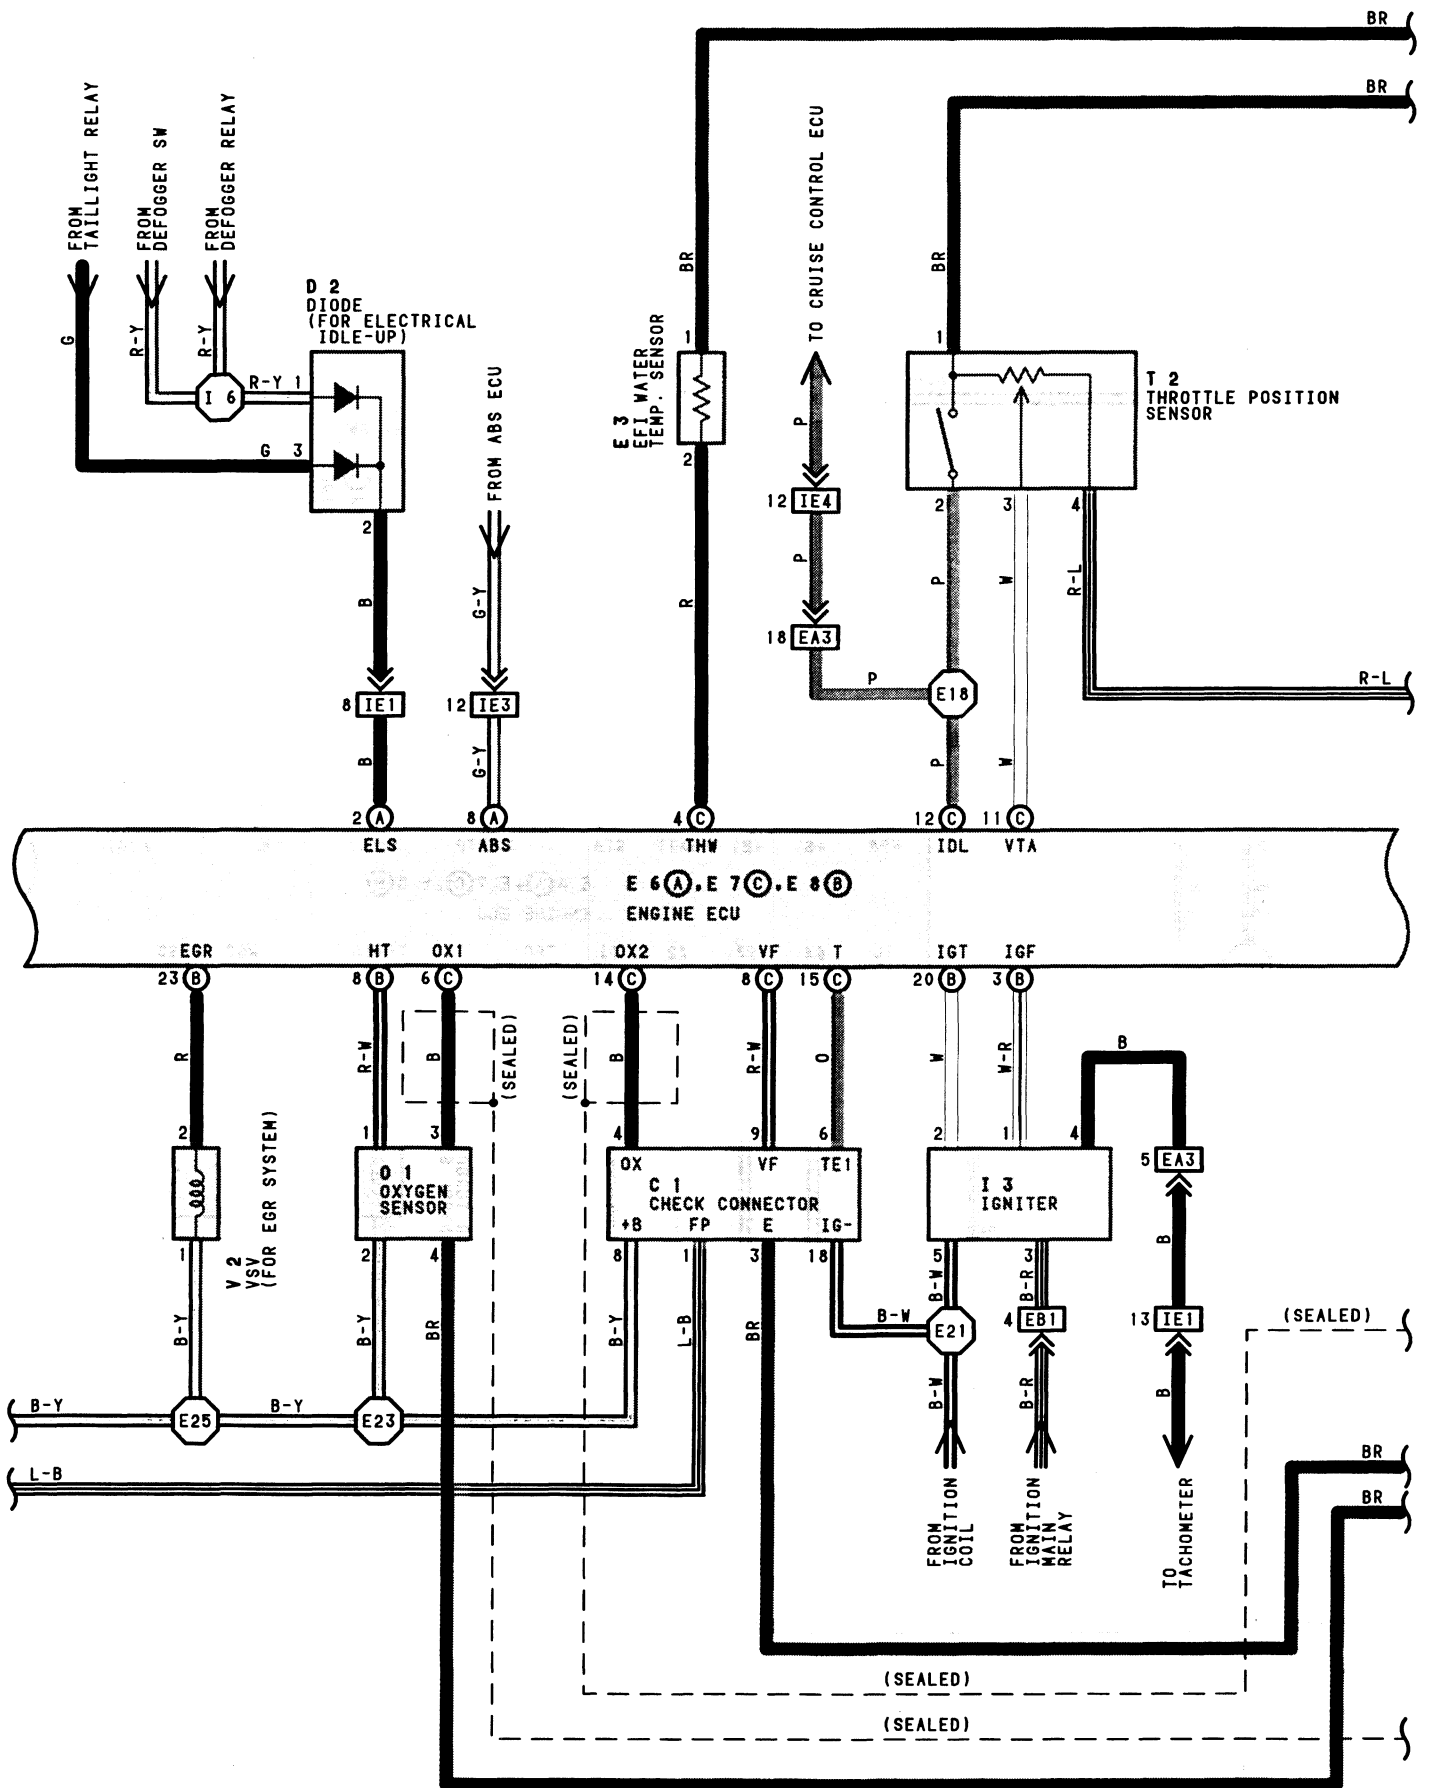 BR
BR
FROM
TAILLIGHT RELAY
FROM
DEFOGGER SW
FROM
DEFOGGER RELAY
TO CRUISE CONTROL ECU
G
R-Y
R-Y
BR
BR
D 2
DIODE
(FOR ELECTRICAL
IDLE-UP)
I 6
R-Y 1
G 3
2
FROM ABS ECU
1
E 3
EFI WATER
TEMP. SENSOR
2
P
12 IE4
P
18 EA3
P
1
T 2
THROTTLE POSITION
SENSOR
2
3
4
B
G-Y
R
P
W
R-L
E18
R-L
8 IE1
12 IE3
B
G-Y
P
W
2 A
8 A
4 C
12 C
11 C
ELS
ABS
THW
IDL
VTA
E 6 A, E 7 C, E 8 B
ENGINE ECU
EGR
HT
OX1
OX2
VF
T
IGT
IGF
23 B
8 B
6 C
14 C
8 C
15 C
20 B
3 B
R
R-W
B
(SEALED)
(SEALED)
B
R-W
O
W
W-R
B
2
1
3
4
9
6
2
1
4
V 2
VSV
(FOR EGR SYSTEM)
O 1
OXYGEN
SENSOR
OX
VF
TE1
C 1
CHECK CONNECTOR
+B
FP
E
IG-
I 3
IGNITER
5 EA3
1
2
4
8
1
3
18
5
3
B-Y
B-Y
BR
B-Y
L-B
BR
B-W
B-W
E21
B-R
4 EB1
B
13 IE1
(SEALED)
B-Y
E25
B-Y
E23
B-W
B-R
B
L-B
BR
BR
FROM
IGNITION
COIL
FROM
IGNITION
MAIN
RELAY
TO
TACHOMETER
(SEALED)
(SEALED)